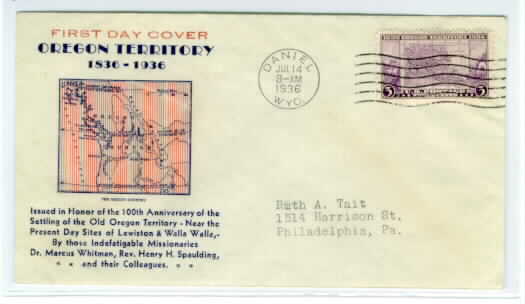 FIRST DAY COVER
OREGON TERRITORY
1836-1936
DANIEL
JUL 14
8-AM
1936
WYO.
3
3
Issued in Honor of the 100th Anniversary of the
Settling of the Old Oregon Territory - Near the
Present Day Sites of Lewiston & Walla Walla,-
By those Indefatigable Missionaries
Dr. Marcus Whitman, Rev. Henry H. Spaulding,
* * and their Colleagues. * *
Ruth A. Tait
1514 Harrison St.
Philadelphia, Pa.